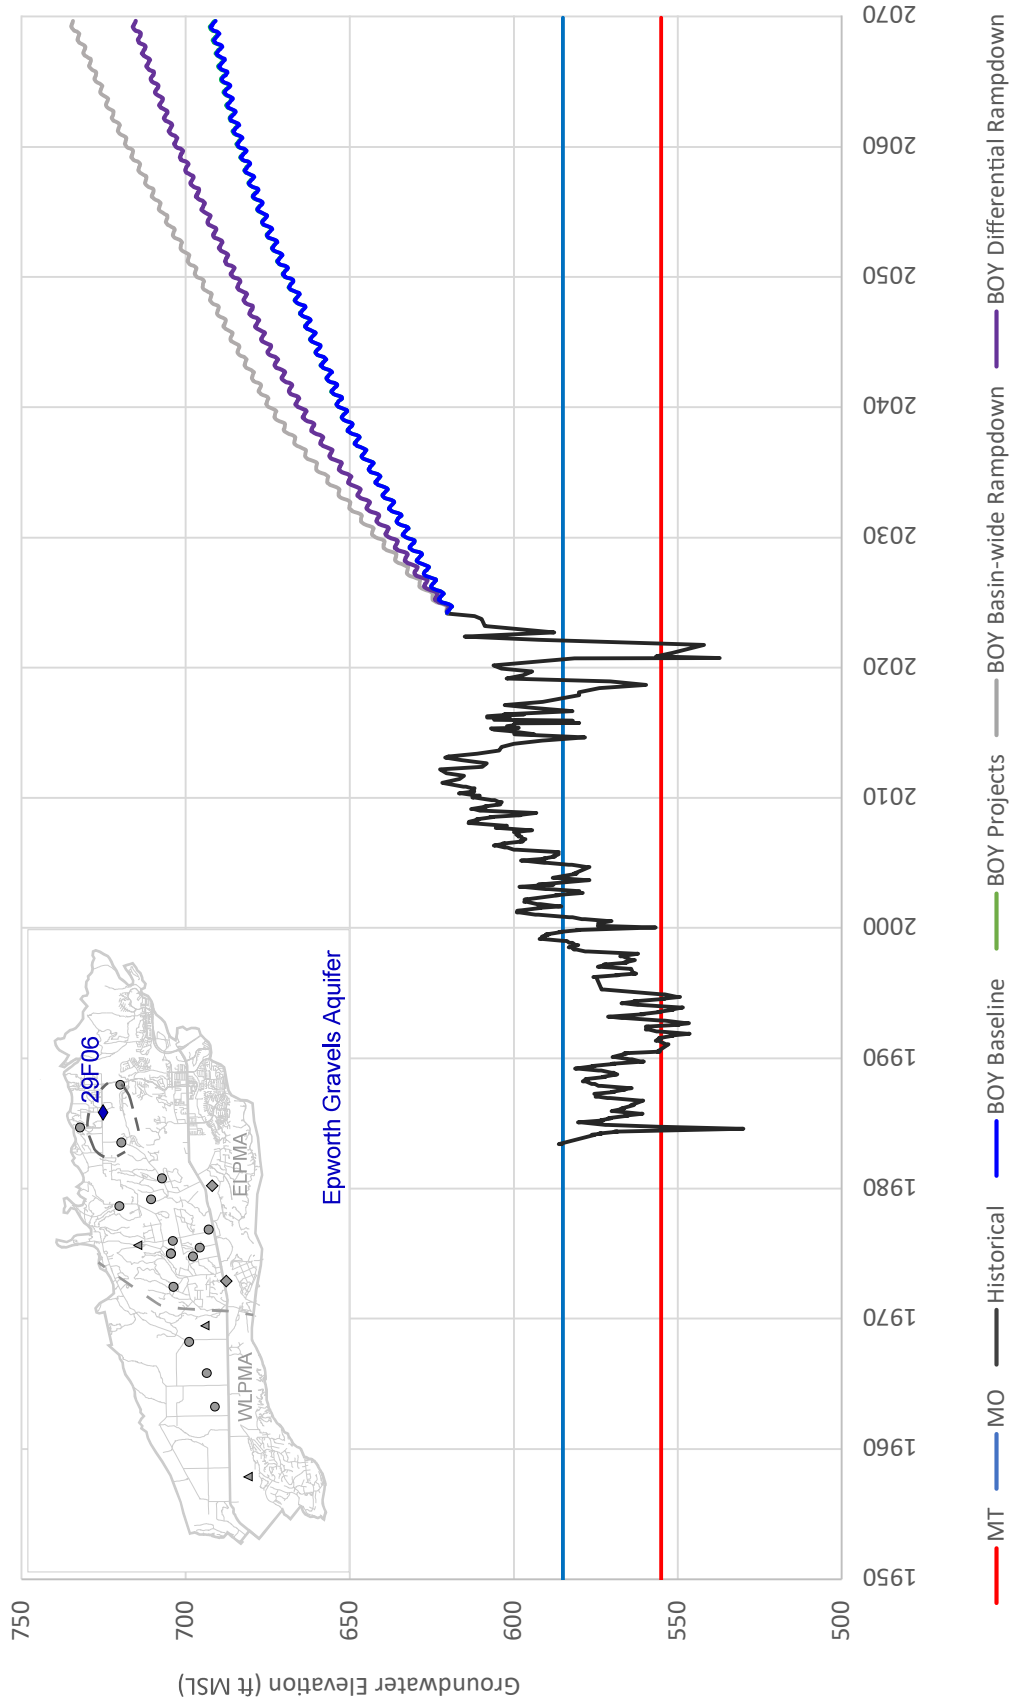 Groundwater Elevation (ft MSL)
750
700
650
600
550
500
1950
1960
1970
1980
1990
2000
2010
2020
2030
2040
2050
2060
2070
29F06
WLPMA
ELPMA
Epworth Gravels Aquifer
MT
MO
Historical
BOY Baseline
BOY Projects
BOY Basin-wide Rampdown
BOY Differential Rampdown